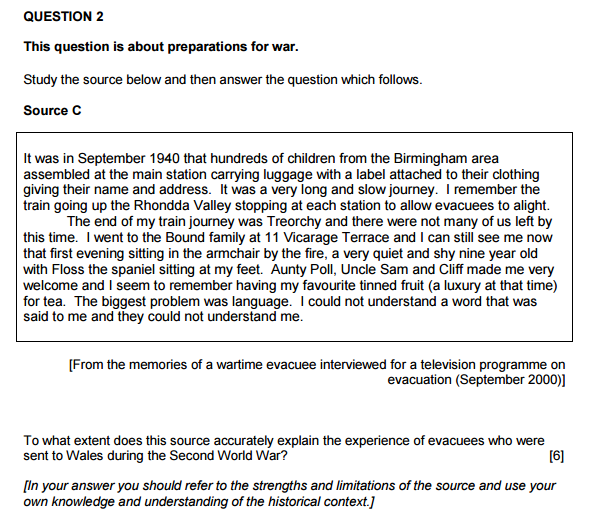 QUESTION 2
This question is about preparations for war.
Study the source below and then answer the question which follows.
Source C
It was in September 1940 that hundreds of children from the Birmingham area
assembled at the main station carrying luggage with a label attached to their clothing
giving their name and address.  It was a very long and slow journey.  I remember the
train going up the Rhondda Valley stopping at each station to allow evacuees to alight.
The end of my train journey was Treorchy and there were not many of us left by
this time.  I went to the Bound family at 11 Vicarage Terrace and I can still see me now
that first evening sitting in the armchair by the fire, a very quiet and shy nine year old
with Floss the spaniel sitting at my feet.  Aunty Poll, Uncle Sam and Cliff made me very
welcome and I seem to remember having my favourite tinned fruit (a luxury at that time)
for tea.  The biggest problem was language.  I could not understand a word that was
said to me and they could not understand me.
[From the memories of a wartime evacuee interviewed for a television programme on
evacuation (September 2000)]
To what extent does this source accurately explain the experience of evacuees who were
sent to Wales during the Second World War? [6]
[In your answer you should refer to the strengths and limitations of the source and use your
own knowledge and understanding of the historical context.]